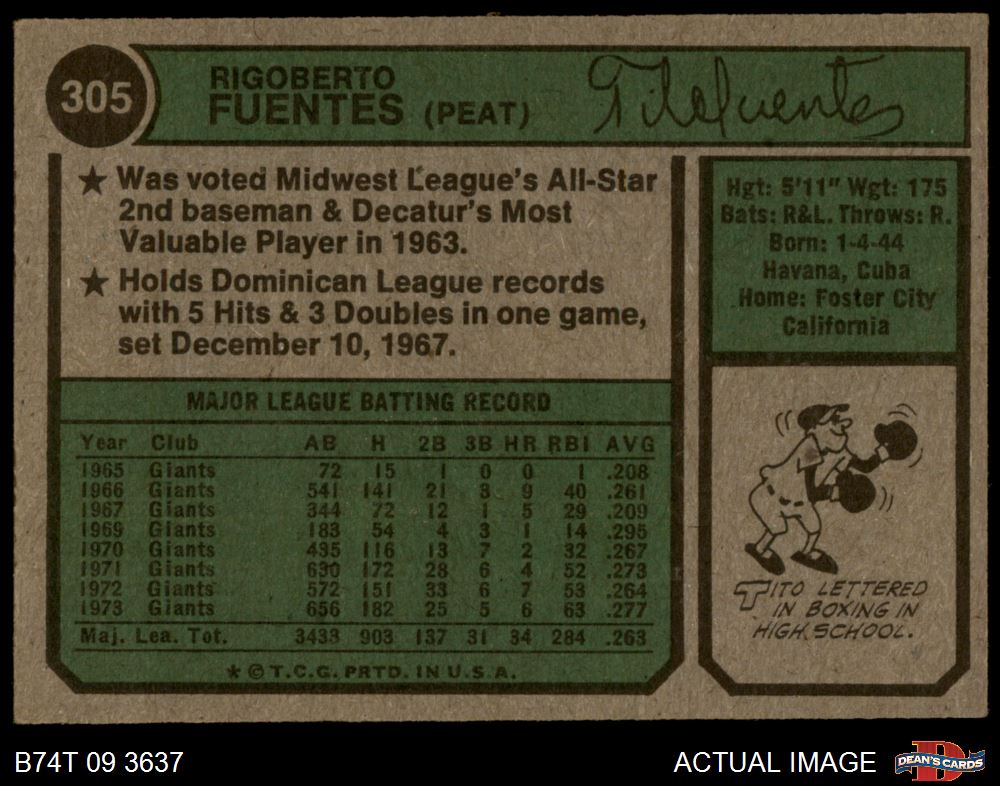 305
RIGOBERTO
FUENTES (PEAT)
Tito Fuentes
★ Was voted Midwest League's All-Star
2nd baseman & Decatur's Most
Valuable Player in 1963.
★ Holds Dominican League records
with 5 Hits & 3 Doubles in one game,
set December 10, 1967.
Hgt: 5'11" Wgt: 175
Bats: R&L. Throws: R.
Born: 1-4-44
Havana, Cuba
Home: Foster City
California
MAJOR LEAGUE BATTING RECORD
Year Club AB H 2B 3B HR RBI AVG
1965 Giants 72 15 1 0 0 1 .208
1966 Giants 541 141 21 3 9 40 .261
1967 Giants 344 72 12 1 5 29 .209
1969 Giants 183 54 4 3 1 14 .295
1970 Giants 435 116 13 7 2 32 .267
1971 Giants 630 172 28 6 4 52 .273
1972 Giants 572 151 33 6 7 53 .264
1973 Giants 656 182 25 5 6 63 .277
Maj. Lea. Tot. 3433 903 137 31 34 284 .263
★ © T.C.G. PRTD. IN U.S.A.
TITO LETTERED
IN BOXING IN
HIGH SCHOOL.
B74T 09 3637
ACTUAL IMAGE
D
DEAN'S CARDS